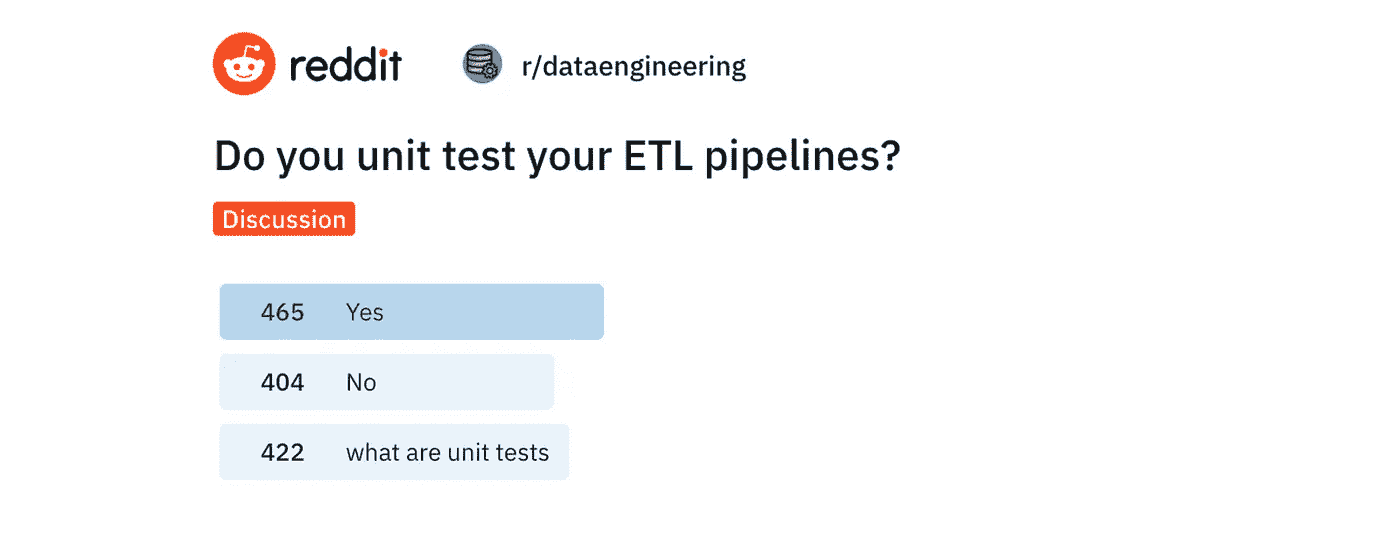 reddit r/dataengineering
Do you unit test your ETL pipelines?
Discussion
465 Yes
404 No
422 what are unit tests